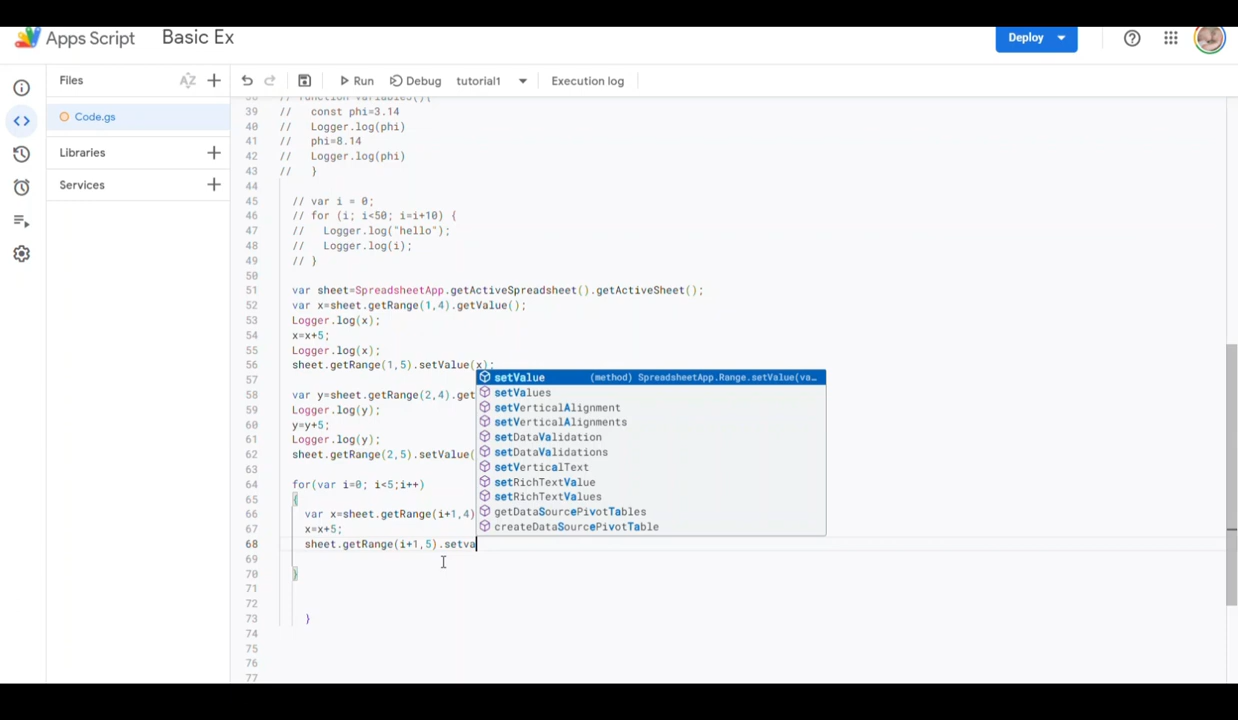 Apps Script Basic Ex Deploy
Files AZ Run Debug tutorial1 Execution log
Code.gs
Libraries
Services
38 // function variables(){
39 // const phi=3.14
40 // Logger.log(phi)
41 // phi=8.14
42 // Logger.log(phi)
43 // }
44
45 // var i = 0;
46 // for (i; i<50; i=i+10) {
47 // Logger.log("hello");
48 // Logger.log(i);
49 // }
50
51 var sheet=SpreadsheetApp.getActiveSpreadsheet().getActiveSheet();
52 var x=sheet.getRange(1,4).getValue();
53 Logger.log(x);
54 x=x+5;
55 Logger.log(x);
56 sheet.getRange(1,5).setValue(x);
57
58 var y=sheet.getRange(2,4).get
59 Logger.log(y);
60 y=y+5;
61 Logger.log(y);
62 sheet.getRange(2,5).setValue(
63
64 for(var i=0; i<5;i++)
65 {
66 var x=sheet.getRange(i+1,4)
67 x=x+5;
68 sheet.getRange(i+1,5).setva
69
70 }
71
72
73 }
74
75
76
77
setValue (method) SpreadsheetApp.Range.setValue(va…
setValues
setVerticalAlignment
setVerticalAlignments
setDataValidation
setDataValidations
setVerticalText
setRichTextValue
setRichTextValues
getDataSourcePivotTables
createDataSourcePivotTable